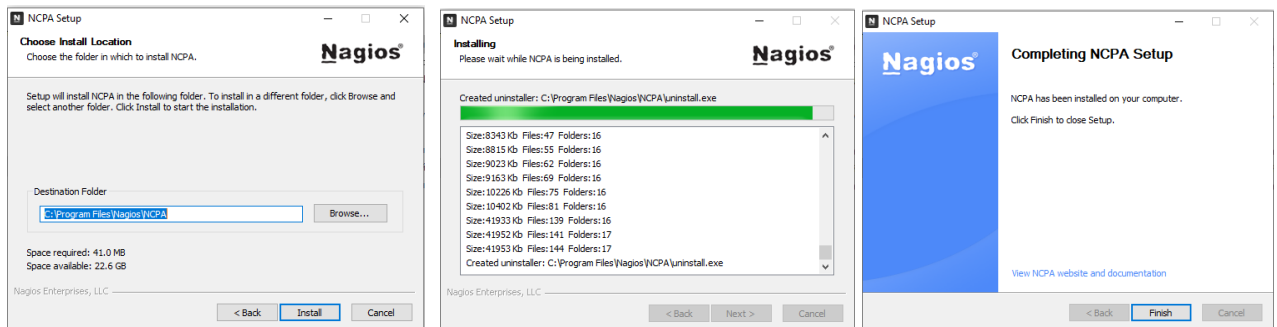 NCPA Setup
Choose Install Location
Choose the folder in which to install NCPA.
Nagios®
Setup will install NCPA in the following folder. To install in a different folder, click Browse and
select another folder. Click Install to start the installation.
Destination Folder
C:\Program Files\Nagios\NCPA
Browse...
Space required: 41.0 MB
Space available: 22.6 GB
Nagios Enterprises, LLC
< Back Install Cancel
NCPA Setup
Installing
Please wait while NCPA is being installed.
Nagios®
Created uninstaller: C:\Program Files\Nagios\NCPA\uninstall.exe
Size:8343 Kb Files:47 Folders:16
Size:8815 Kb Files:55 Folders:16
Size:9023 Kb Files:62 Folders:16
Size:9163 Kb Files:69 Folders:16
Size:10226 Kb Files:75 Folders:16
Size:10402 Kb Files:81 Folders:16
Size:41933 Kb Files:139 Folders:16
Size:41952 Kb Files:141 Folders:17
Size:41953 Kb Files:144 Folders:17
Created uninstaller: C:\Program Files\Nagios\NCPA\uninstall.exe
Nagios Enterprises, LLC
< Back Next > Cancel
NCPA Setup
Nagios®
Completing NCPA Setup
NCPA has been installed on your computer.
Click Finish to close Setup.
View NCPA website and documentation
< Back Finish Cancel